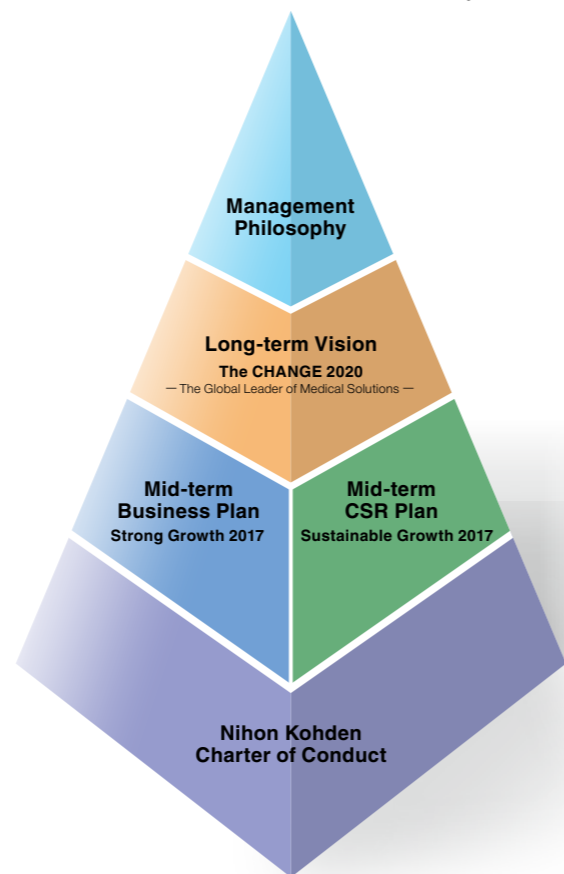 Management
Philosophy
Long-term Vision
The CHANGE 2020
— The Global Leader of Medical Solutions —
Mid-term
Business Plan
Strong Growth 2017
Mid-term
CSR Plan
Sustainable Growth 2017
Nihon Kohden
Charter of Conduct